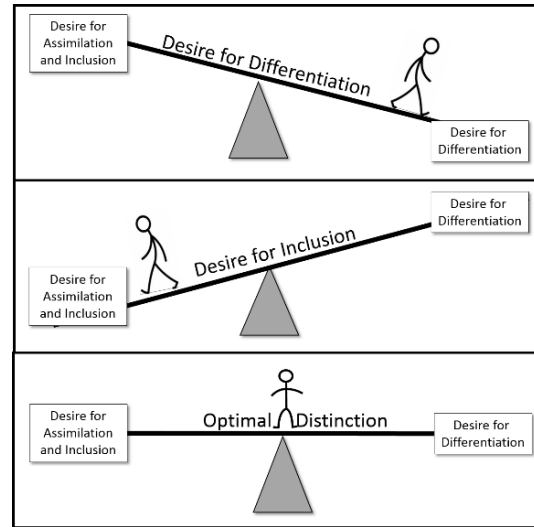 Desire for
Assimilation
and Inclusion
Desire for Differentiation
Desire for
Differentiation
Desire for
Differentiation
Desire for Inclusion
Desire for
Assimilation
and Inclusion
Desire for
Assimilation
and Inclusion
Optimal Distinction
Desire for
Differentiation